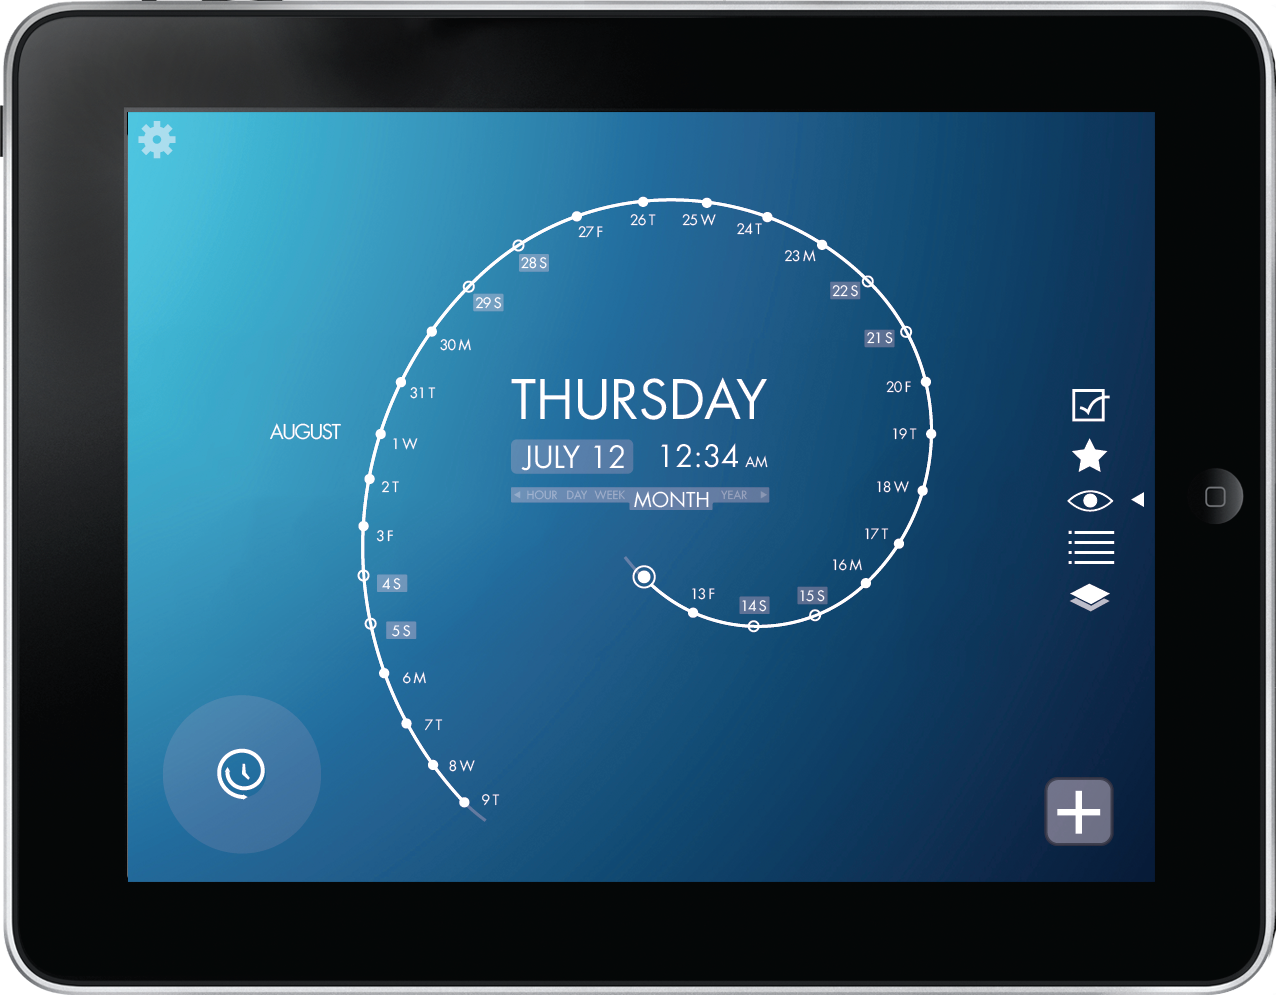 26 T
25 W
27 F
24 T
23 M
28 S
22 S
29 S
21 S
30 M
20 F
31 T
THURSDAY
AUGUST
1 W
19 T
JULY 12
12:34 AM
HOUR DAY WEEK MONTH YEAR
2 T
18 W
3 F
17 T
16 M
4 S
13 F
14 S
15 S
5 S
6 M
7 T
8 W
9 T